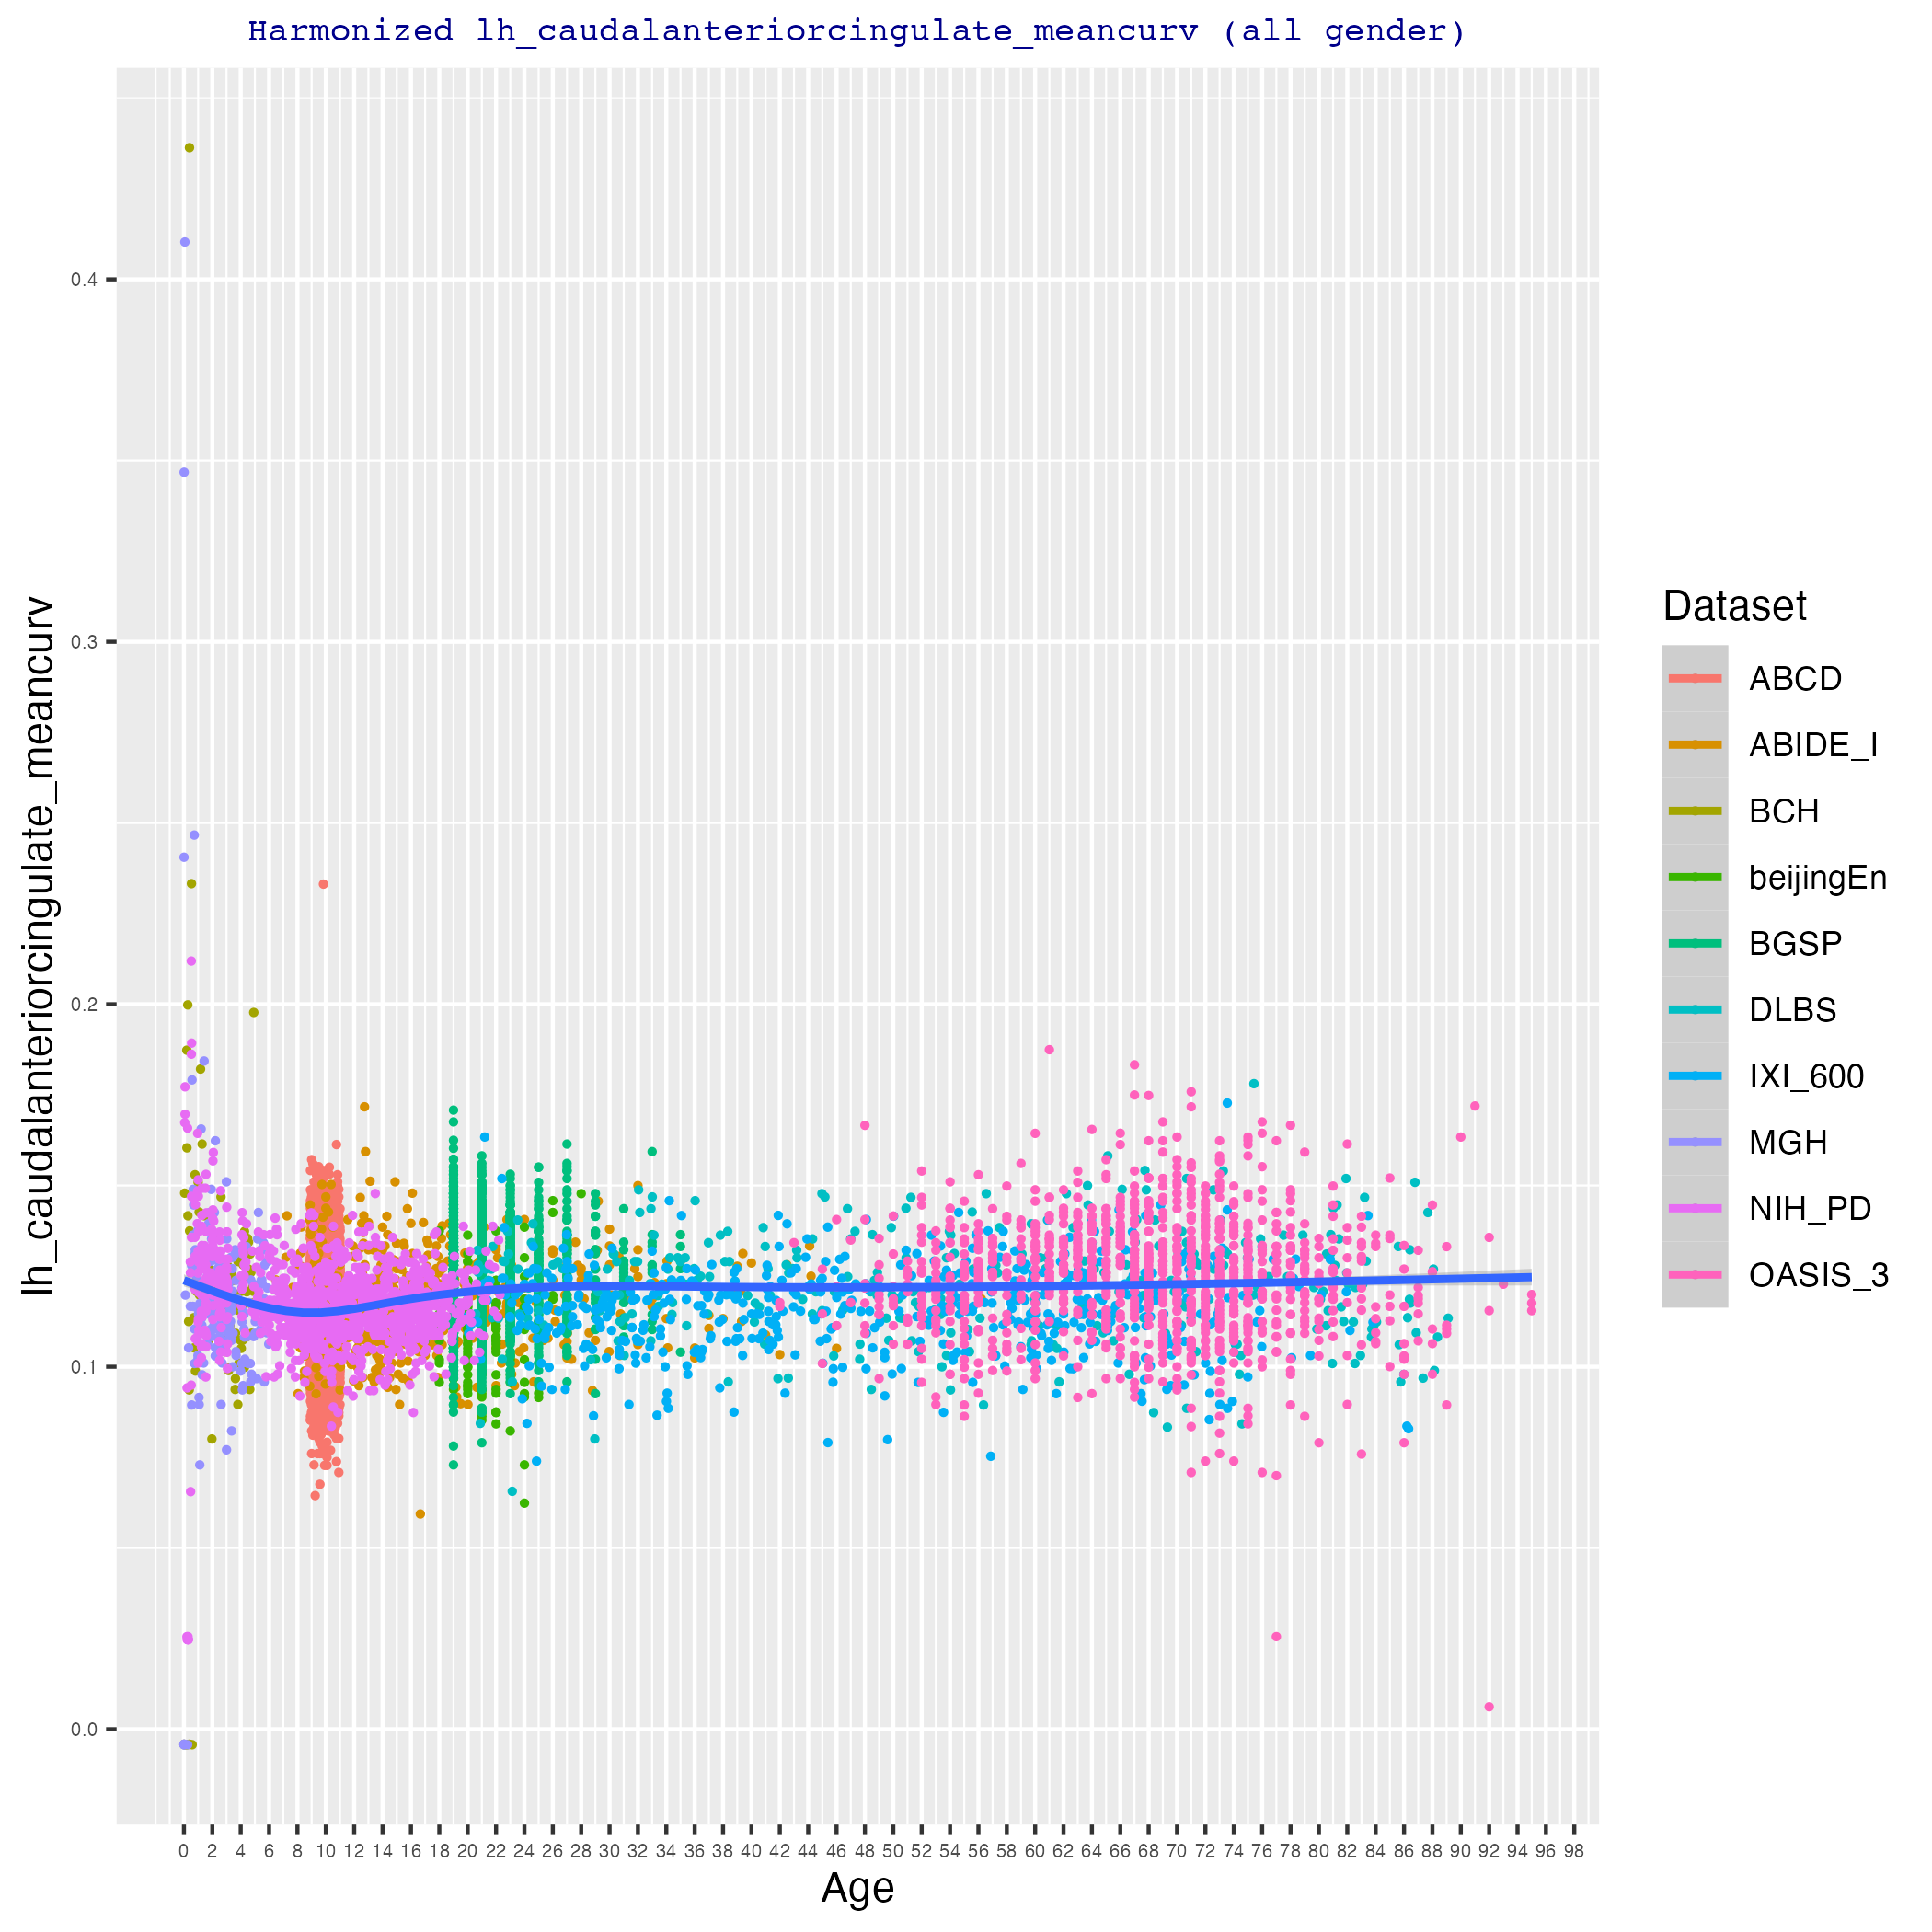 Harmonized lh_caudalanteriorcingulate_meancurv (all gender)
lh_caudalanteriorcingulate_meancurv
0.4
0.3
0.2
0.1
0.0
0 2 4 6 8 10 12 14 16 18 20 22 24 26 28 30 32 34 36 38 40 42 44 46 48 50 52 54 56 58 60 62 64 66 68 70 72 74 76 78 80 82 84 86 88 90 92 94 96 98
Age
Dataset
ABCD
ABIDE_I
BCH
beijingEn
BGSP
DLBS
IXI_600
MGH
NIH_PD
OASIS_3